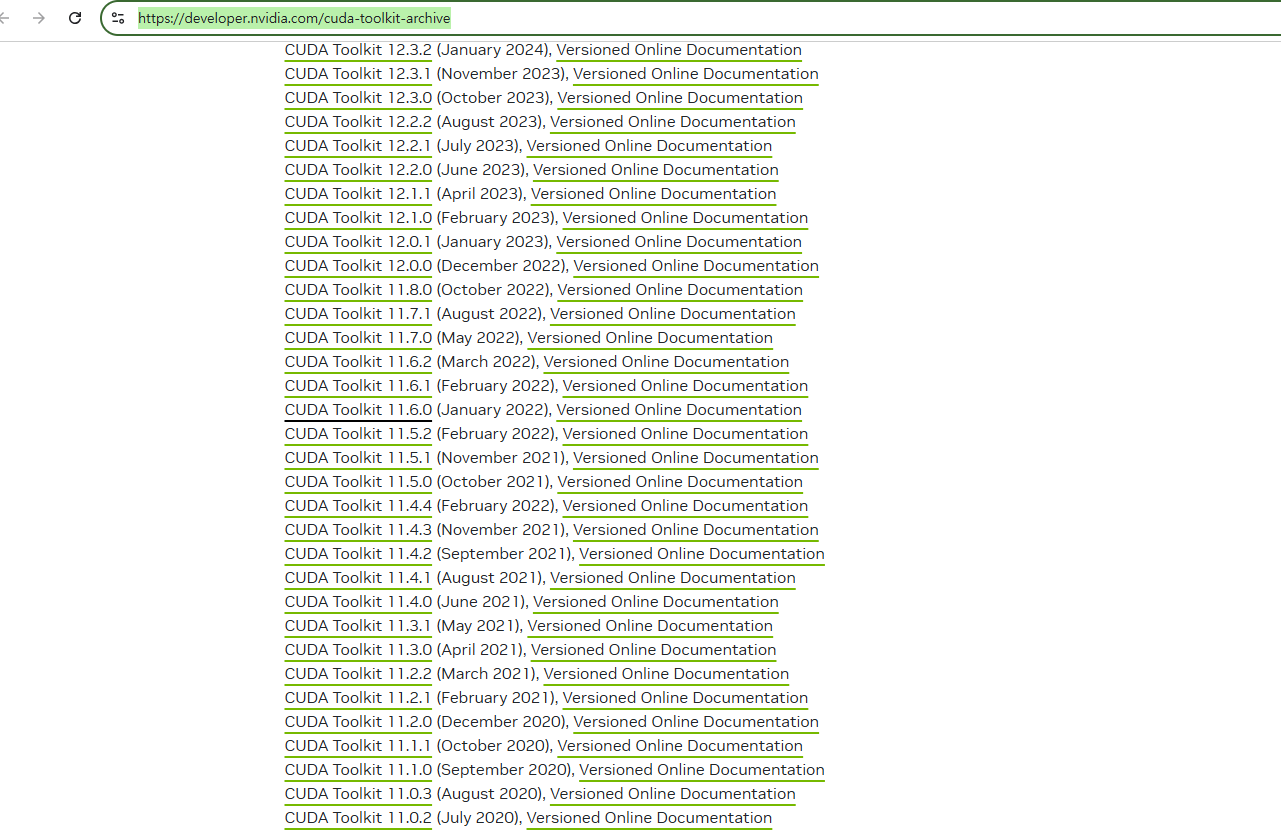 https://developer.nvidia.com/cuda-toolkit-archive
CUDA Toolkit 12.3.2 (January 2024), Versioned Online Documentation
CUDA Toolkit 12.3.1 (November 2023), Versioned Online Documentation
CUDA Toolkit 12.3.0 (October 2023), Versioned Online Documentation
CUDA Toolkit 12.2.2 (August 2023), Versioned Online Documentation
CUDA Toolkit 12.2.1 (July 2023), Versioned Online Documentation
CUDA Toolkit 12.2.0 (June 2023), Versioned Online Documentation
CUDA Toolkit 12.1.1 (April 2023), Versioned Online Documentation
CUDA Toolkit 12.1.0 (February 2023), Versioned Online Documentation
CUDA Toolkit 12.0.1 (January 2023), Versioned Online Documentation
CUDA Toolkit 12.0.0 (December 2022), Versioned Online Documentation
CUDA Toolkit 11.8.0 (October 2022), Versioned Online Documentation
CUDA Toolkit 11.7.1 (August 2022), Versioned Online Documentation
CUDA Toolkit 11.7.0 (May 2022), Versioned Online Documentation
CUDA Toolkit 11.6.2 (March 2022), Versioned Online Documentation
CUDA Toolkit 11.6.1 (February 2022), Versioned Online Documentation
CUDA Toolkit 11.6.0 (January 2022), Versioned Online Documentation
CUDA Toolkit 11.5.2 (February 2022), Versioned Online Documentation
CUDA Toolkit 11.5.1 (November 2021), Versioned Online Documentation
CUDA Toolkit 11.5.0 (October 2021), Versioned Online Documentation
CUDA Toolkit 11.4.4 (February 2022), Versioned Online Documentation
CUDA Toolkit 11.4.3 (November 2021), Versioned Online Documentation
CUDA Toolkit 11.4.2 (September 2021), Versioned Online Documentation
CUDA Toolkit 11.4.1 (August 2021), Versioned Online Documentation
CUDA Toolkit 11.4.0 (June 2021), Versioned Online Documentation
CUDA Toolkit 11.3.1 (May 2021), Versioned Online Documentation
CUDA Toolkit 11.3.0 (April 2021), Versioned Online Documentation
CUDA Toolkit 11.2.2 (March 2021), Versioned Online Documentation
CUDA Toolkit 11.2.1 (February 2021), Versioned Online Documentation
CUDA Toolkit 11.2.0 (December 2020), Versioned Online Documentation
CUDA Toolkit 11.1.1 (October 2020), Versioned Online Documentation
CUDA Toolkit 11.1.0 (September 2020), Versioned Online Documentation
CUDA Toolkit 11.0.3 (August 2020), Versioned Online Documentation
CUDA Toolkit 11.0.2 (July 2020), Versioned Online Documentation